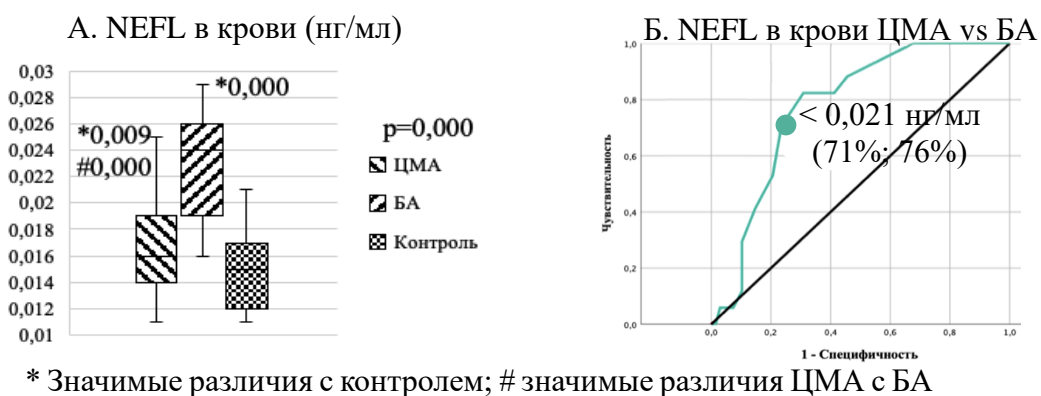 А. NEFL в крови (нг/мл)
0,03
0,028
0,026
0,024
0,022
0,02
0,018
0,016
0,014
0,012
0,01
*0,009
#0,000
*0,000
p=0,000
ЦМА
БА
Контроль
Б. NEFL в крови ЦМА vs БА
1,0
0,8
0,6
0,4
0,2
0,0
Чувствительность
< 0,021 нг/мл
(71%; 76%)
0,0 0,2 0,4 0,6 0,8 1,0
1 - Специфичность
* Значимые различия с контролем; # значимые различия ЦМА с БА